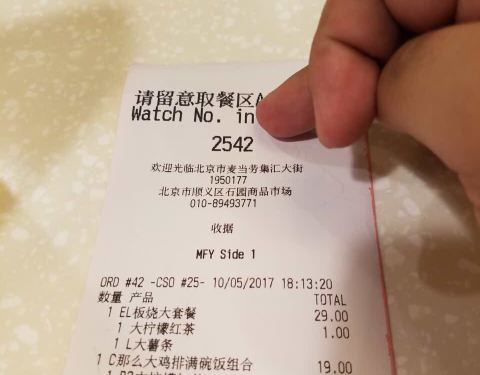 请留意取餐区A
Watch No. in
2542
欢迎光临北京市麦当劳集汇大街
1950177
北京市顺义区石园商品市场
010-89493771
收据
MFY Side 1
ORD #42 -CSO #25- 10/05/2017 18:13:20
数量 产品 TOTAL
1 EL板烧大套餐 29.00
1 大柠檬红茶 1.00
1 L大薯条
1 C那么大鸡排满碗饭组合 19.00